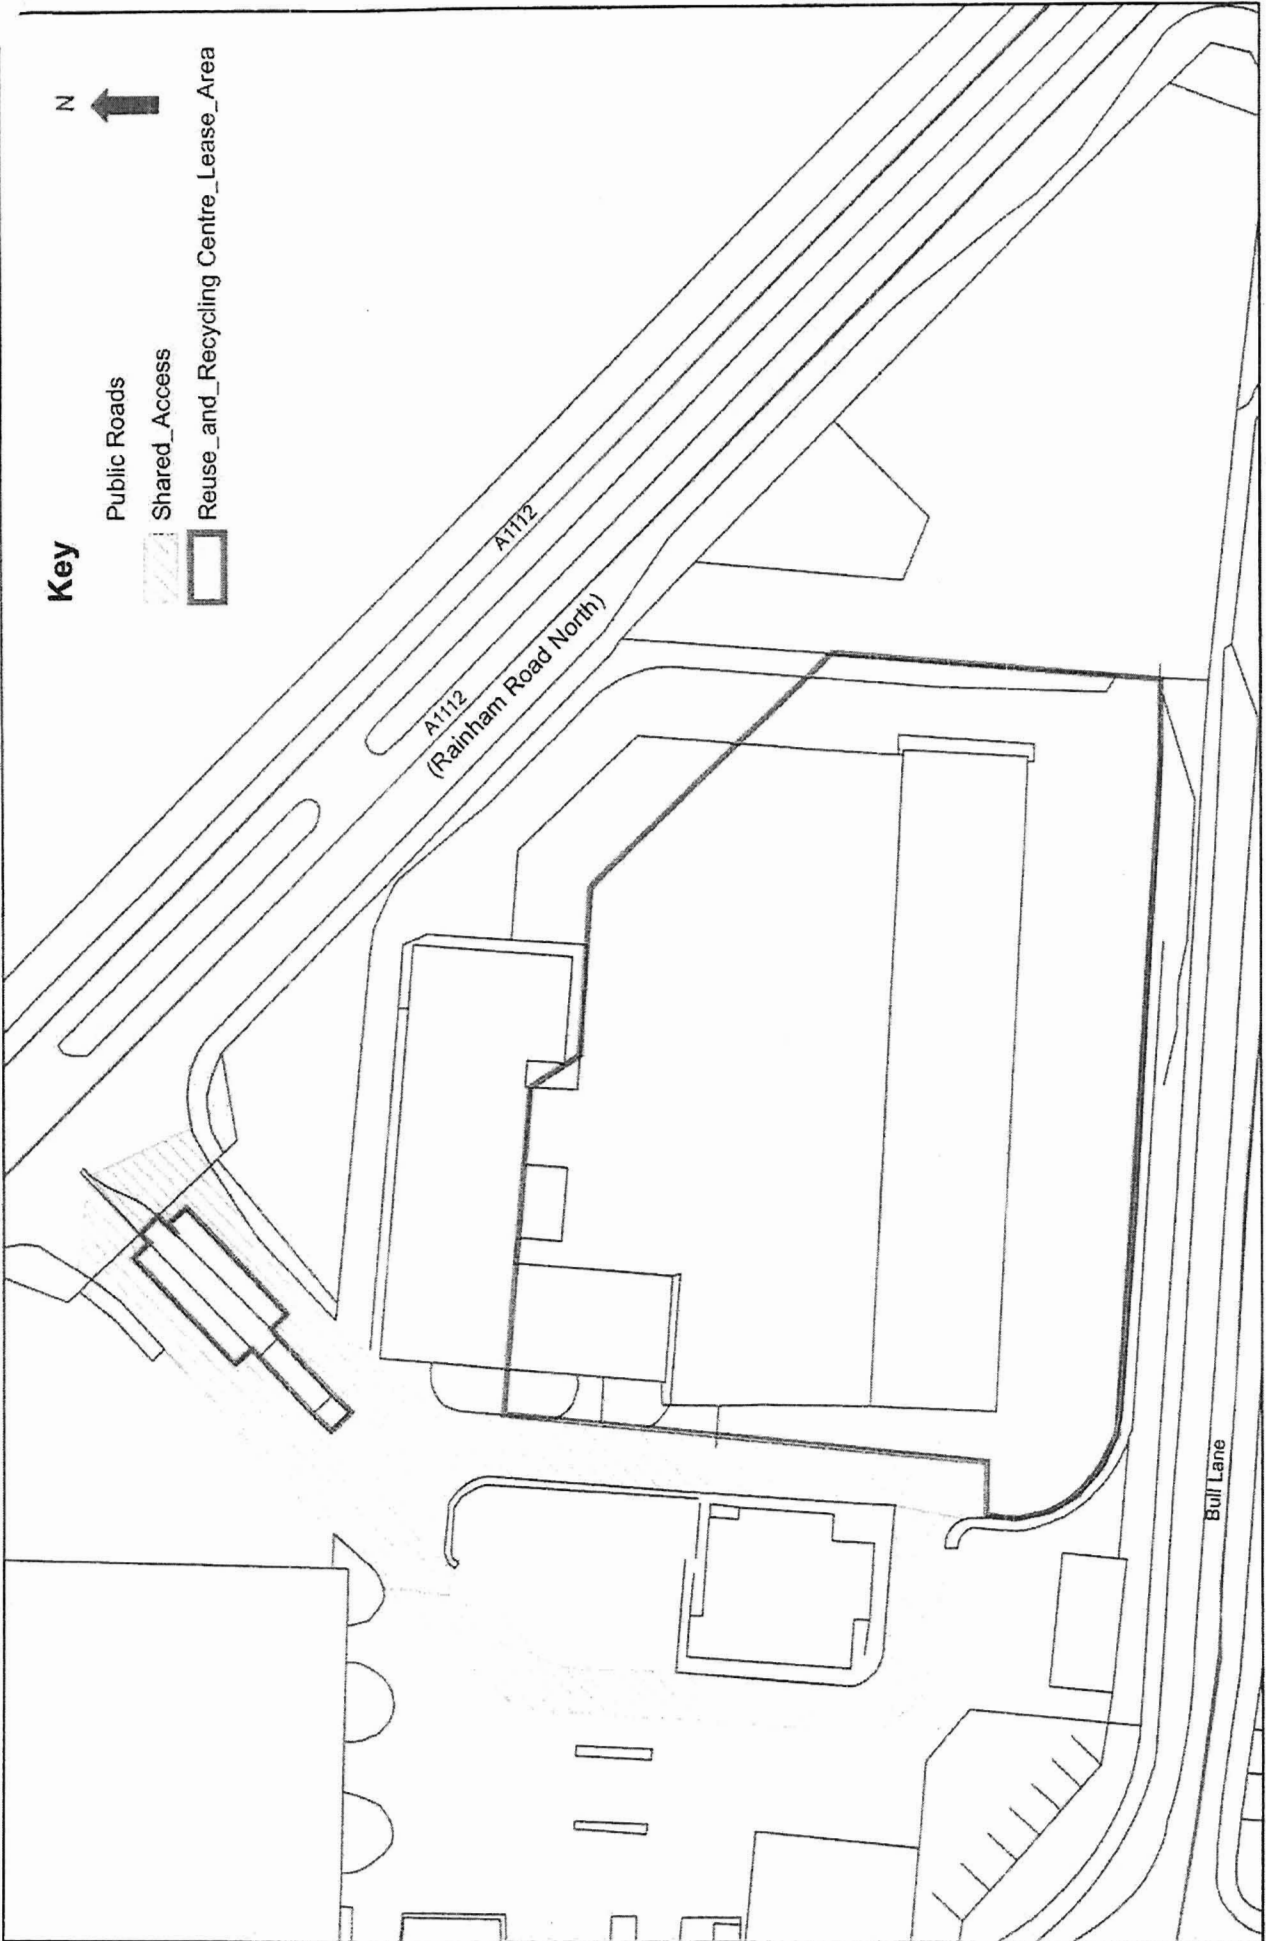 Key
N
Public Roads
Shared_Access
Reuse_and_Recycling Centre_Lease_Area
A1112
A1112
(Rainham Road North)
Bull Lane